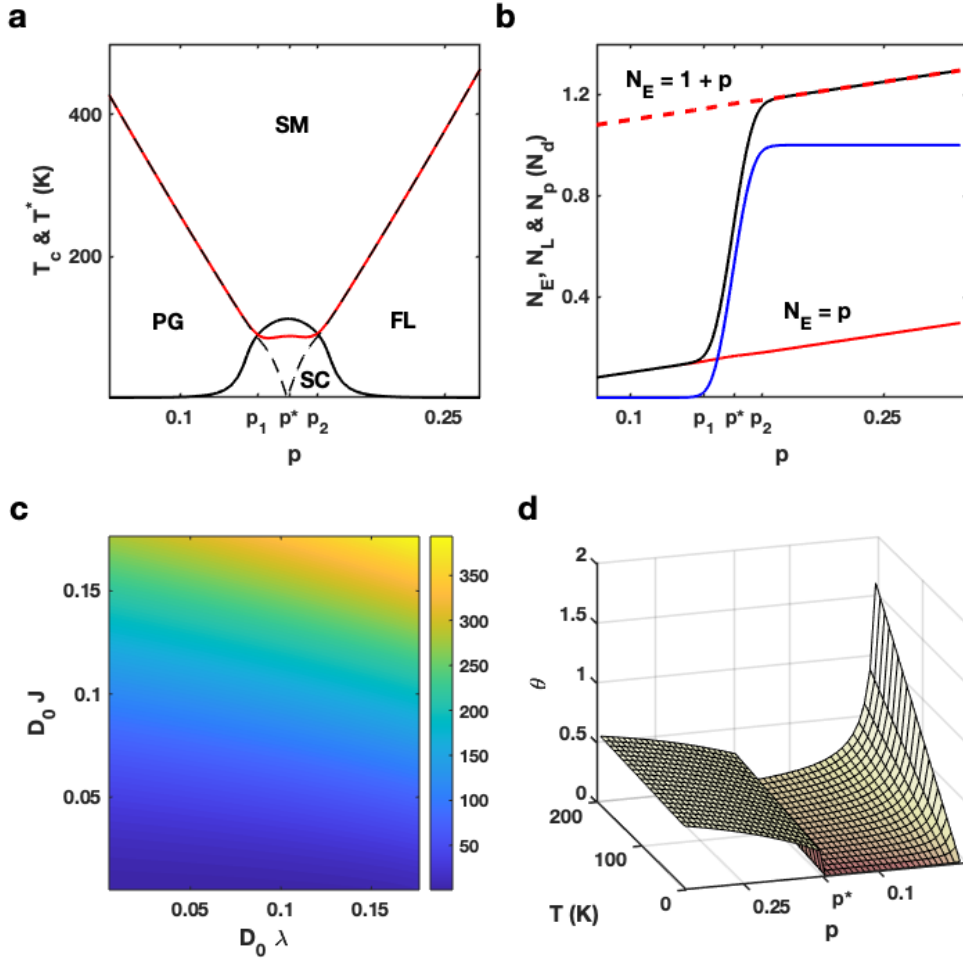 a
T_c & T^* (K)
400
200
SM
PG
FL
SC
0.1
p_1
p*
p_2
0.25
p
b
N_E, N_L & N_p (N_d)
1.2
0.8
0.4
N_E = 1 + p
N_E = p
0.1
p_1
p*
p_2
0.25
p
c
D_0 J
0.15
0.1
0.05
0.05
0.1
0.15
D_0 λ
350
300
250
200
150
100
50
d
θ
2
1.5
1
0.5
0
200
100
0
T (K)
0.25
p*
0.1
p